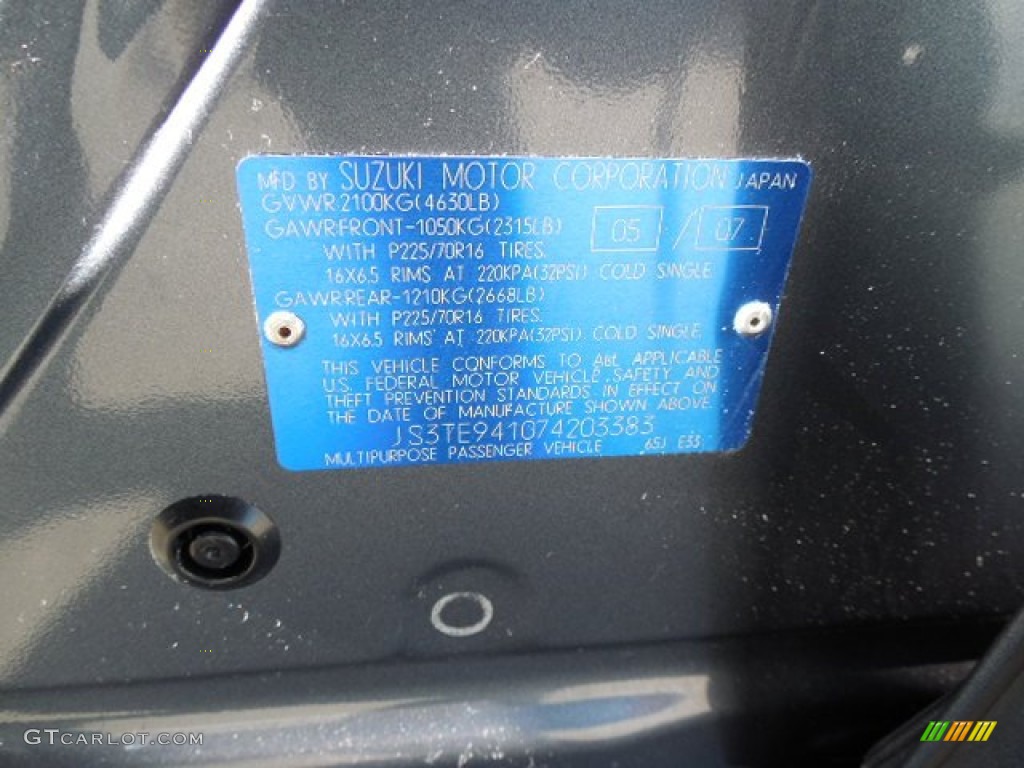 MFD BY SUZUKI MOTOR CORPORATION JAPAN
GVWR 2100KG(4630LB)
GAWR FRONT-1050KG(2315LB) 05 / 07
WITH P225/70R16 TIRES.
16X6.5 RIMS AT 220KPA(32PSI) COLD SINGLE
GAWR REAR-1210KG(2668LB)
WITH P225/70R16 TIRES.
16X6.5 RIMS AT 220KPA(32PSI) COLD SINGLE
THIS VEHICLE CONFORMS TO ALL APPLICABLE
U.S. FEDERAL MOTOR VEHICLE SAFETY AND
THEFT PREVENTION STANDARDS IN EFFECT ON
THE DATE OF MANUFACTURE SHOWN ABOVE.
JS3TE941074203383
MULTIPURPOSE PASSENGER VEHICLE 6SJ E33
GTCARLOT.COM